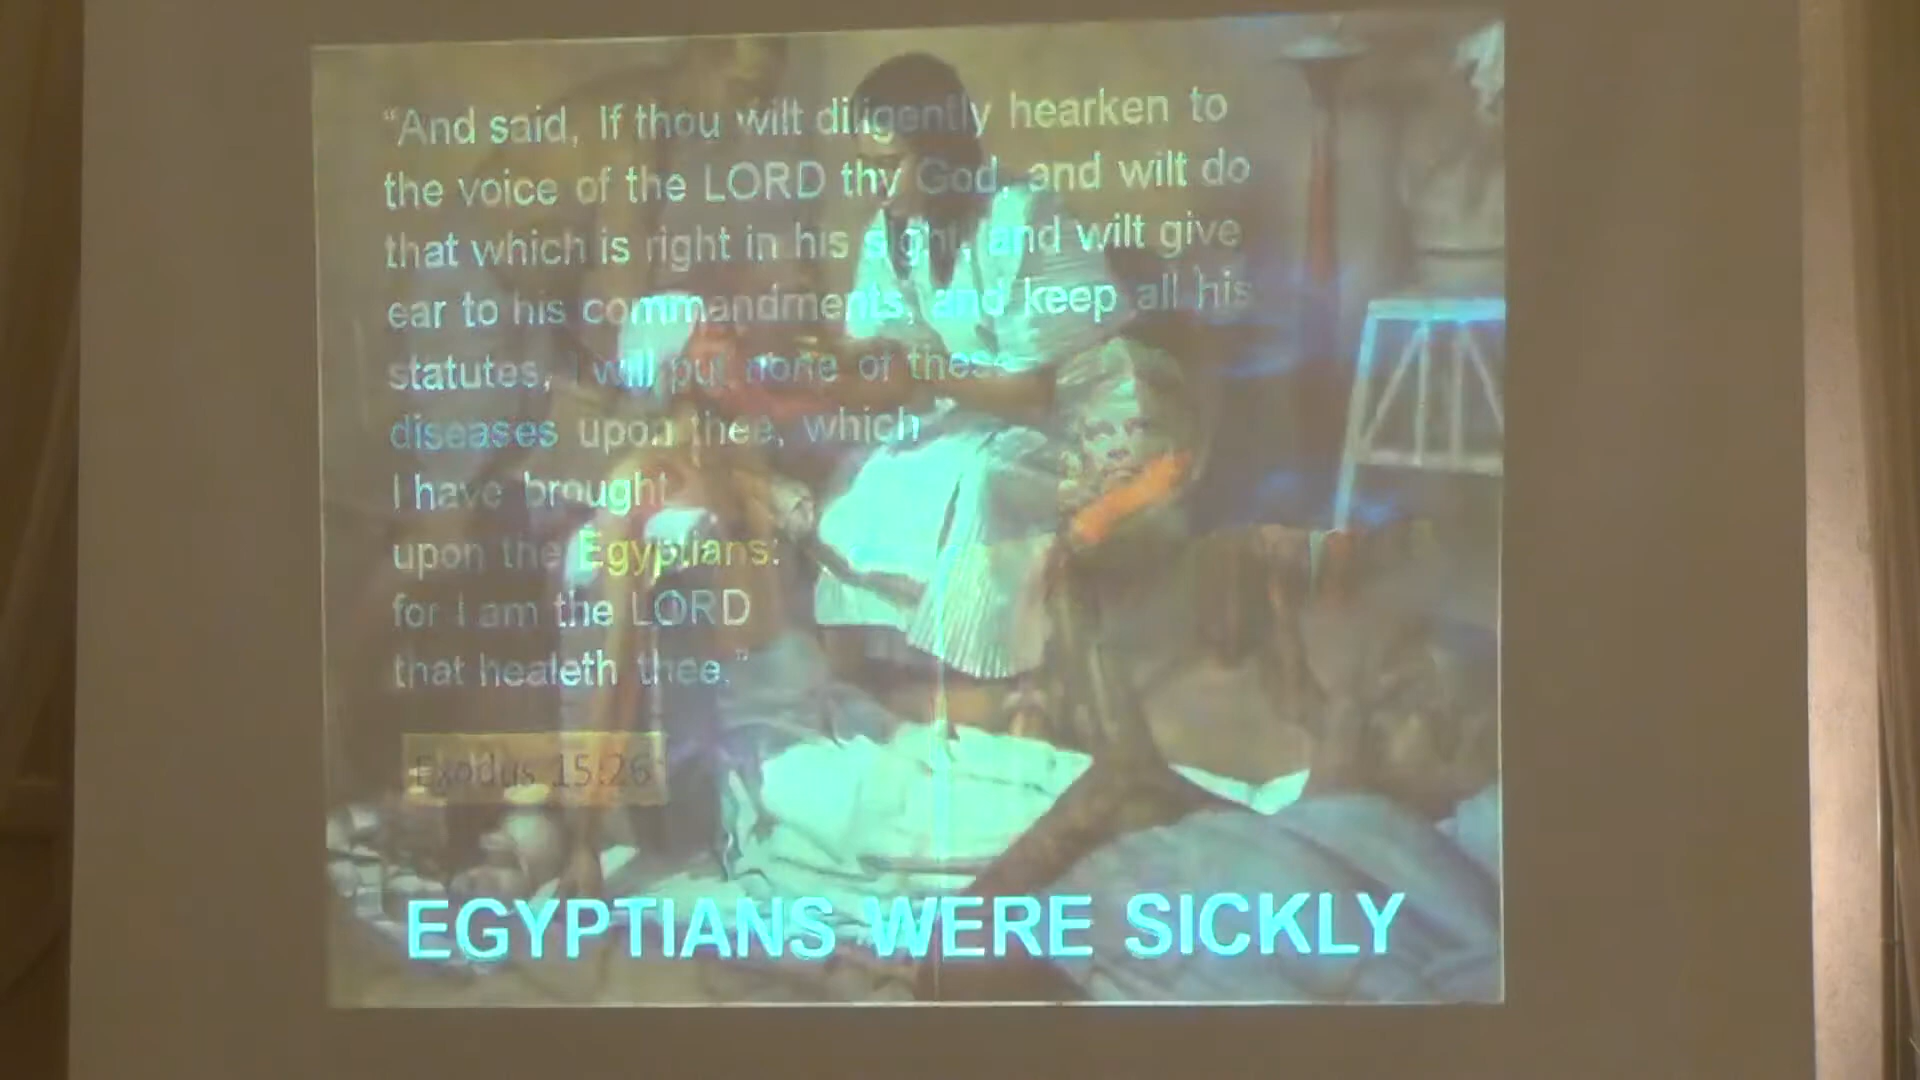 “And said, If thou wilt diligently hearken to
the voice of the LORD thy God, and wilt do
that which is right in his sight, and wilt give
ear to his commandments, and keep all his
statutes, I will put none of these
diseases upon thee, which
I have brought
upon the Egyptians:
for I am the LORD
that healeth thee.”
Exodus 15:26
EGYPTIANS WERE SICKLY